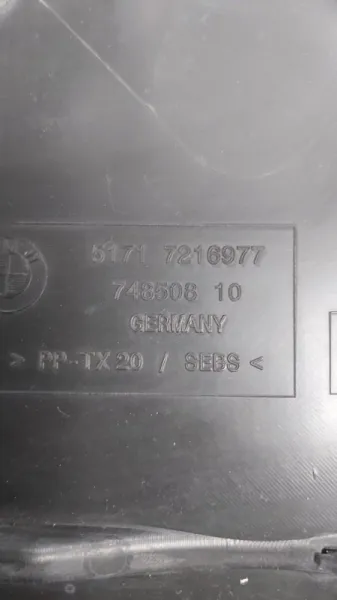 5171 7216977
748508 10
GERMANY
> PP-TX20 / SEBS <